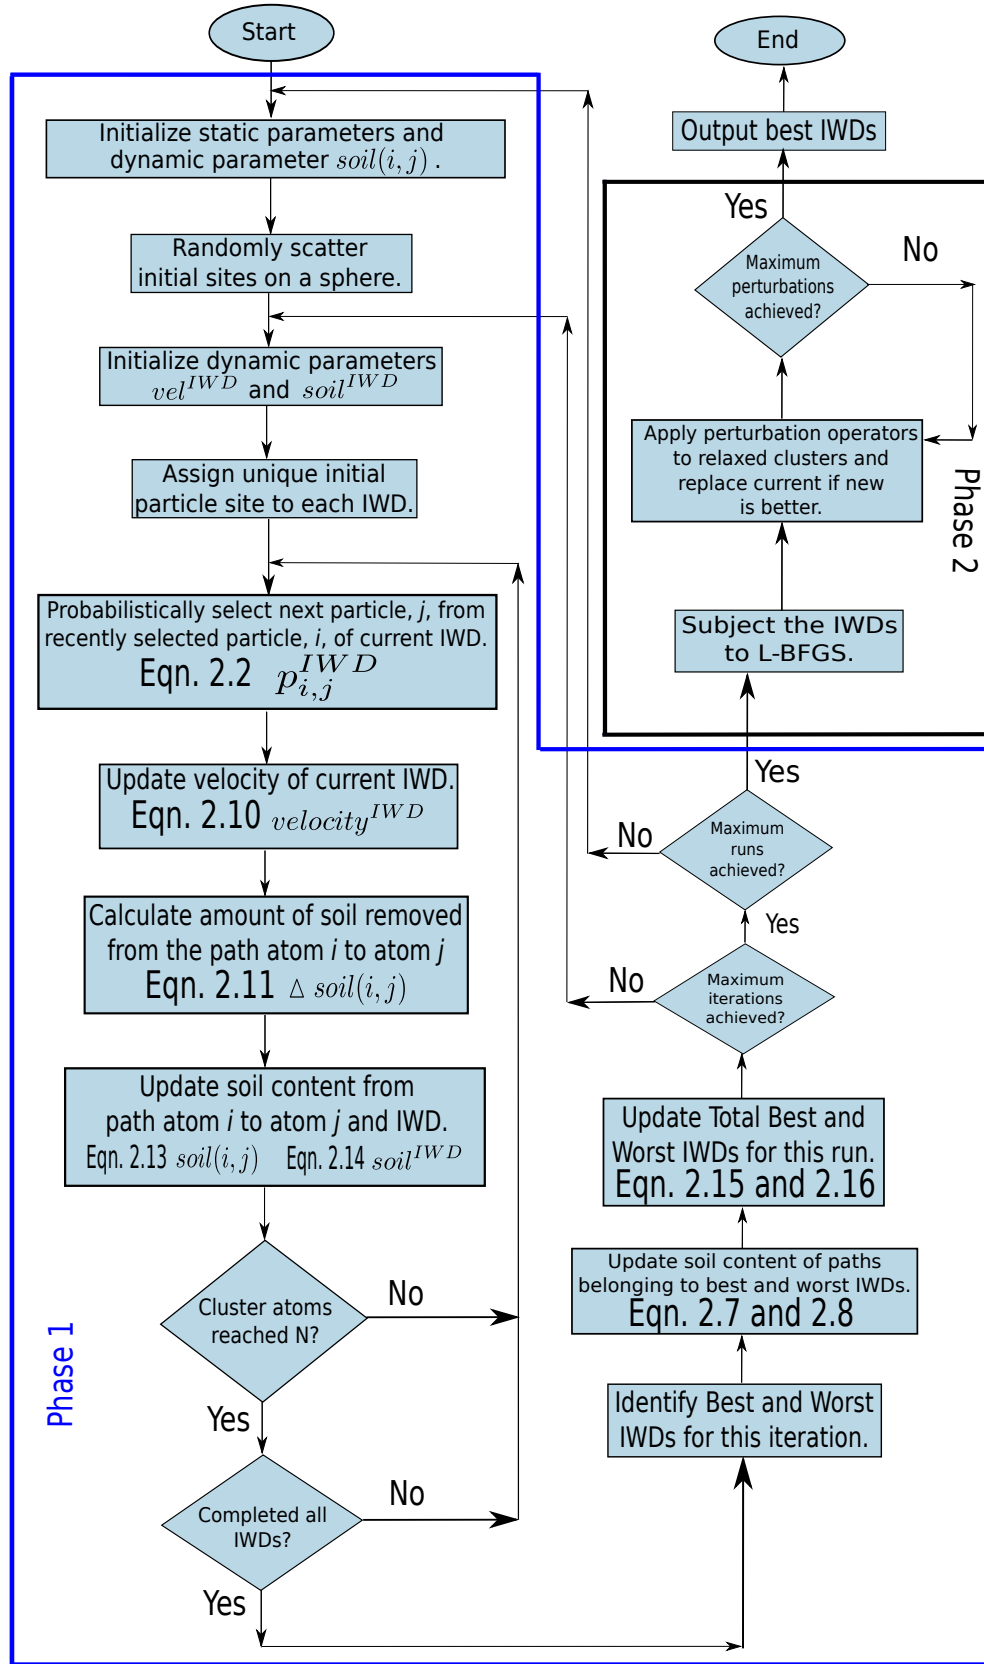 Start
Initialize static parameters and
dynamic parameter soil(i, j) .
Randomly scatter
initial sites on a sphere.
Initialize dynamic parameters
vel^{IWD} and soil^{IWD}
Assign unique initial
particle site to each IWD.
Probabilistically select next particle, j, from
recently selected particle, i, of current IWD.
Eqn. 2.2 p_{i,j}^{IWD}
Update velocity of current IWD.
Eqn. 2.10 velocity^{IWD}
Calculate amount of soil removed
from the path atom i to atom j
Eqn. 2.11 Δ soil(i, j)
Update soil content from
path atom i to atom j and IWD.
Eqn. 2.13 soil(i, j) Eqn. 2.14 soil^{IWD}
Cluster atoms
reached N?
No
Yes
Completed all
IWDs?
No
Yes
Phase 1
Identify Best and Worst
IWDs for this iteration.
Update soil content of paths
belonging to best and worst IWDs.
Eqn. 2.7 and 2.8
Update Total Best and
Worst IWDs for this run.
Eqn. 2.15 and 2.16
Maximum
iterations
achieved?
No
Yes
Maximum
runs
achieved?
No
Yes
Subject the IWDs
to L-BFGS.
Apply perturbation operators
to relaxed clusters and
replace current if new
is better.
Phase 2
Maximum
perturbations
achieved?
No
Yes
Output best IWDs
End